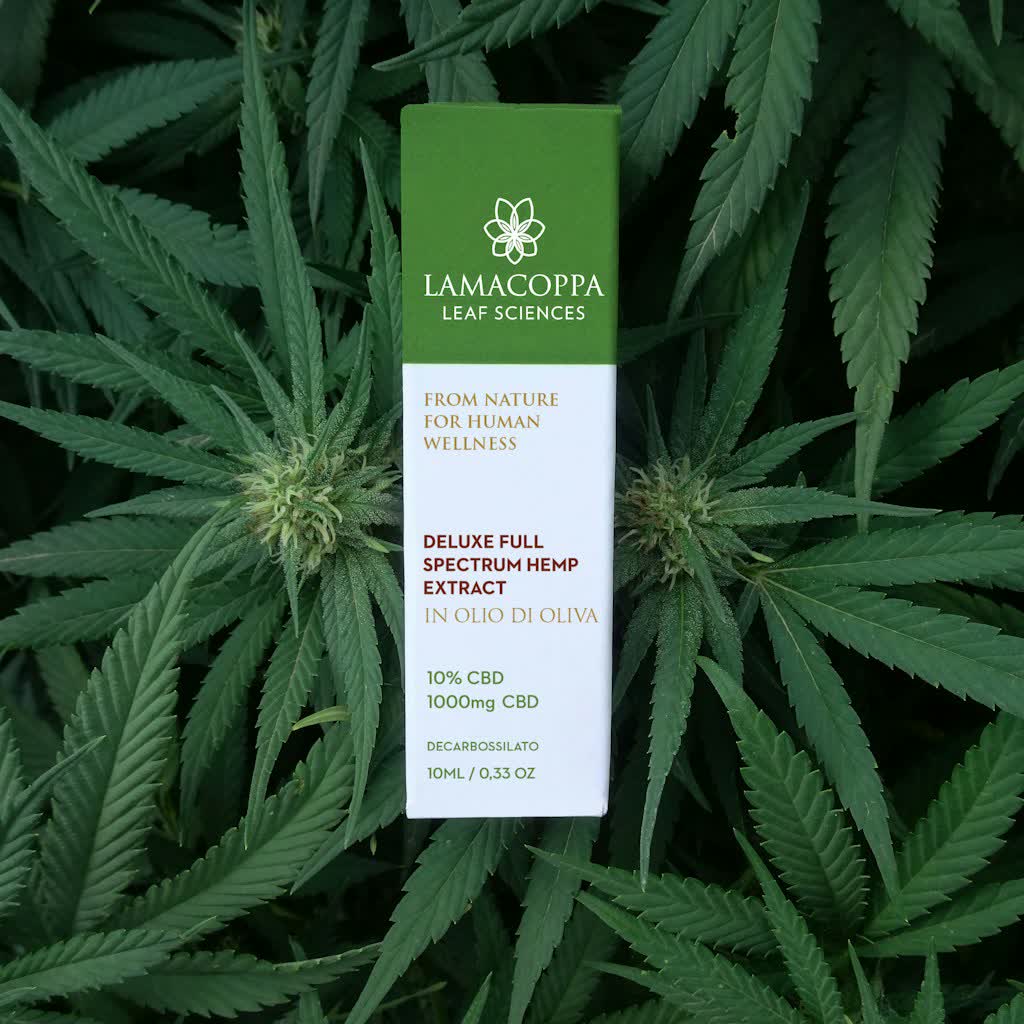 LAMACOPPA
LEAF SCIENCES
FROM NATURE
FOR HUMAN
WELLNESS
DELUXE FULL
SPECTRUM HEMP
EXTRACT
IN OLIO DI OLIVA
10% CBD
1000mg CBD
DECARBOSSILATO
10ML / 0,33 OZ